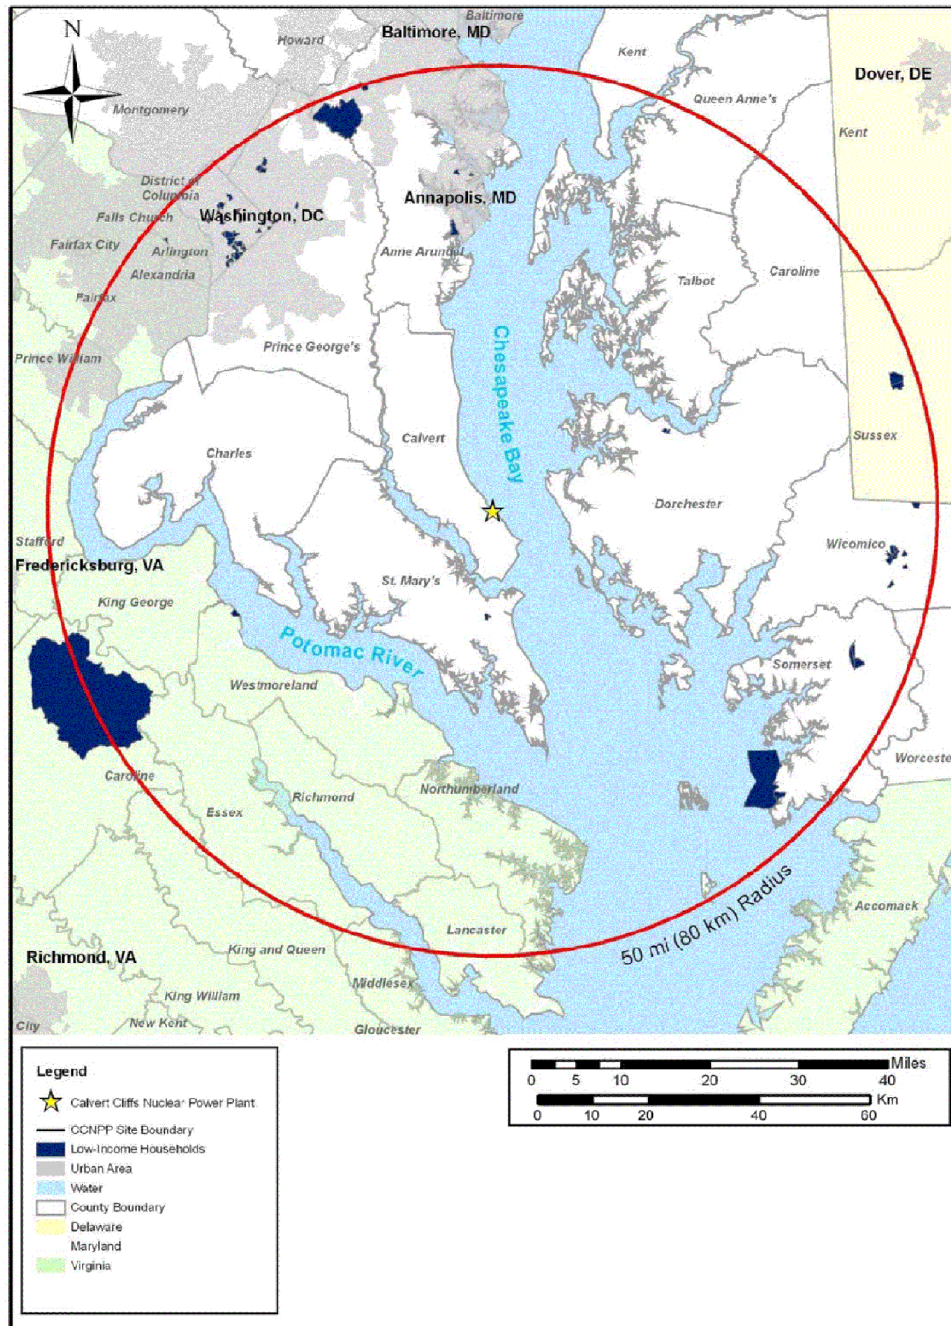 Baltimore
Howard
Baltimore, MD
N
Kent
Dover, DE
Queen Anne's
Montgomery
Kent
District of
Columbia
Annapolis, MD
Falls Church
Washington, DC
Fairfax City
Arlington
Anne Arundel
Caroline
Alexandria
Talbot
Fairfax
Prince William
Prince George's
Chesapeake Bay
Calvert
Sussex
Charles
Dorchester
Stafford
Wicomico
Fredericksburg, VA
St. Mary's
King George
Potomac River
Somerset
Westmoreland
Worcester
Caroline
Richmond
Northumberland
Essex
50 mi (80 km) Radius
Accomack
Lancaster
King and Queen
Richmond, VA
Middlesex
King William
City
New Kent
Gloucester
Legend
Calvert Cliffs Nuclear Power Plant
CCNPP Site Boundary
Low-Income Households
Urban Area
Water
County Boundary
Delaware
Maryland
Virginia
Miles
0 5 10 20 30 40
Km
0 10 20 40 60